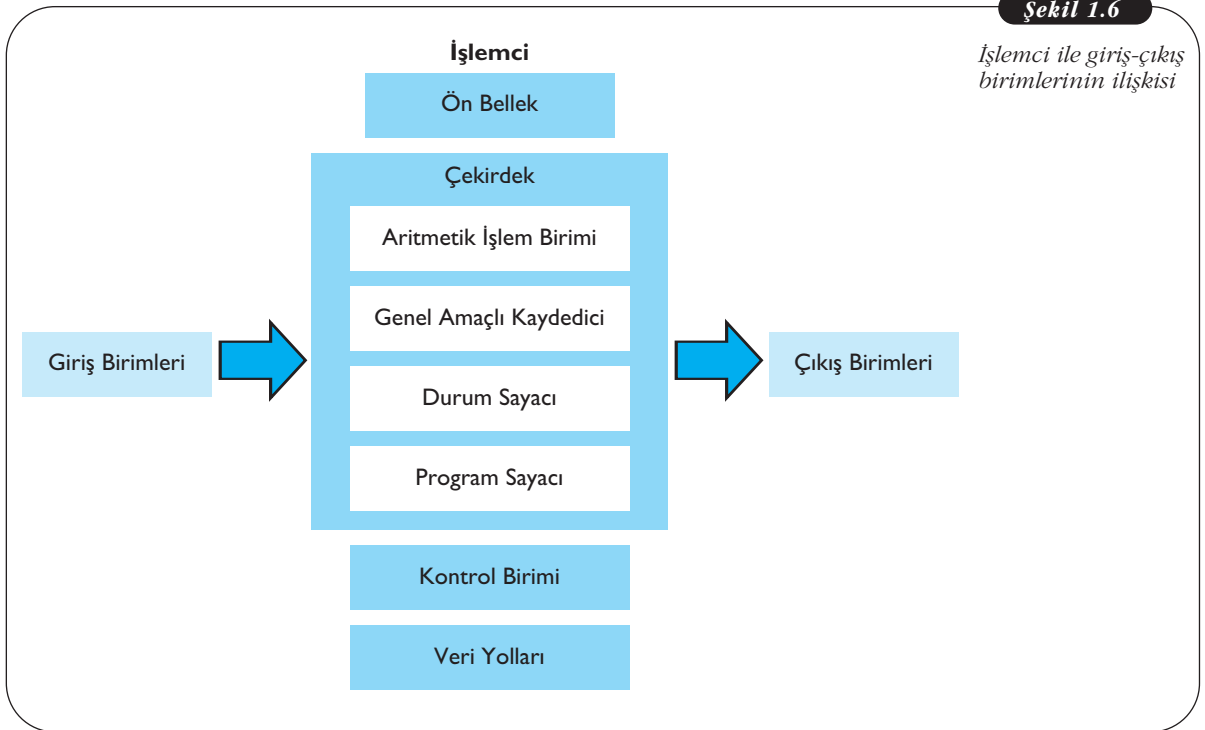 Şekil 1.6
İşlemci ile giriş-çıkış
birimlerinin ilişkisi
İşlemci
Ön Bellek
Çekirdek
Aritmetik İşlem Birimi
Genel Amaçlı Kaydedici
Durum Sayacı
Program Sayacı
Giriş Birimleri
Çıkış Birimleri
Kontrol Birimi
Veri Yolları